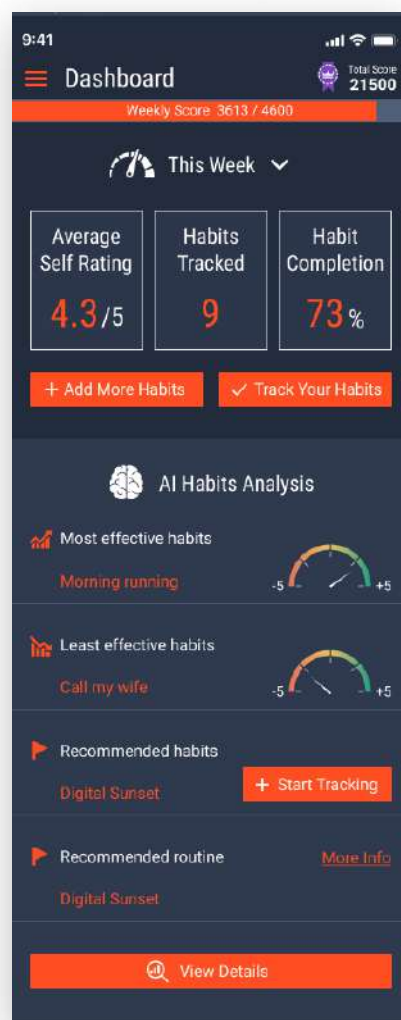 9:41
Dashboard
Total Score
21500
Weekly Score 3613 / 4600
This Week
Average Self Rating
4.3/5
Habits Tracked
9
Habit Completion
73%
+ Add More Habits
Track Your Habits
AI Habits Analysis
Most effective habits
Morning running
-5 +5
Least effective habits
Call my wife
-5 +5
Recommended habits
Digital Sunset
+ Start Tracking
Recommended routine
More Info
Digital Sunset
View Details